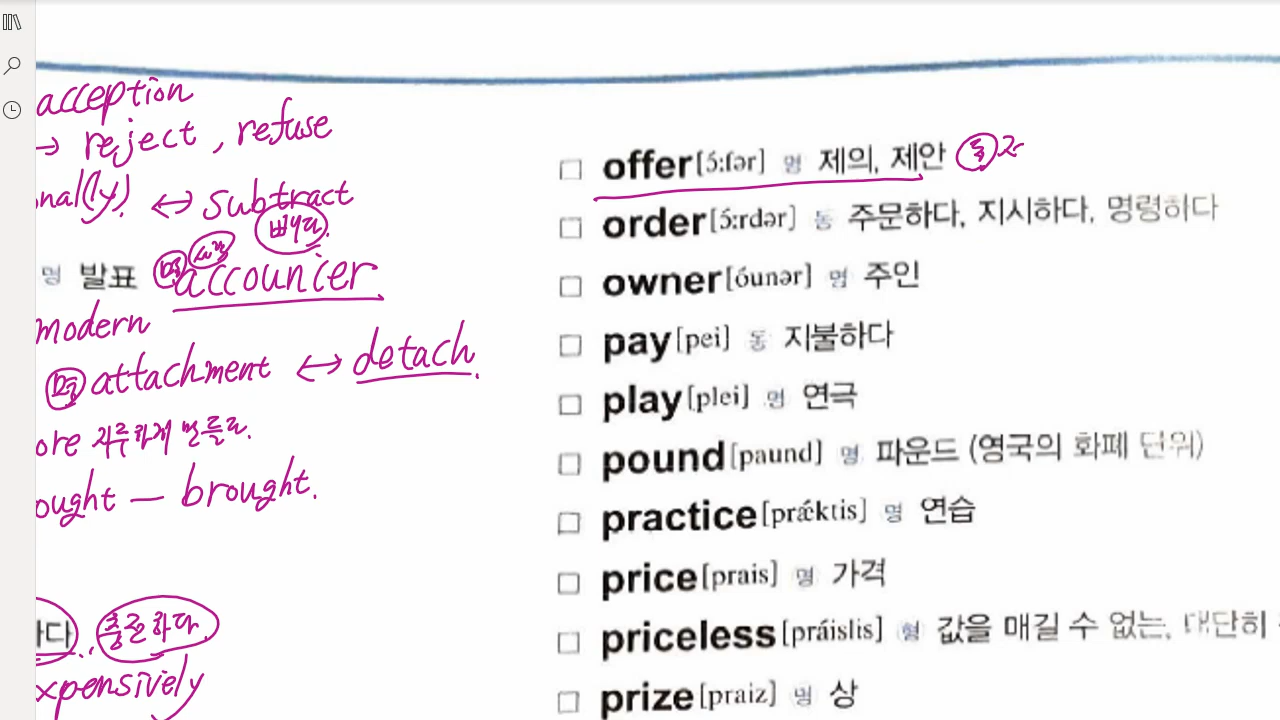 acception
→ reject, refuse
nal(ly). ↔ subtract
빼다.
명 발표 명 사람 accounier
modern
명 attachment ↔ detach.
ore 지루하게 만들다.
ought — brought.
하다, 충전하다.
xpensively
offer [ɔ́:fər] 명 제의, 제안 동
order [ɔ́:rdər] 동 주문하다, 지시하다, 명령하다
owner [óunər] 명 주인
pay [pei] 동 지불하다
play [plei] 명 연극
pound [paund] 명 파운드 (영국의 화폐 단위)
practice [prǽktis] 명 연습
price [prais] 명 가격
priceless [práislis] 형 값을 매길 수 없는, 대단히
prize [praiz] 명 상